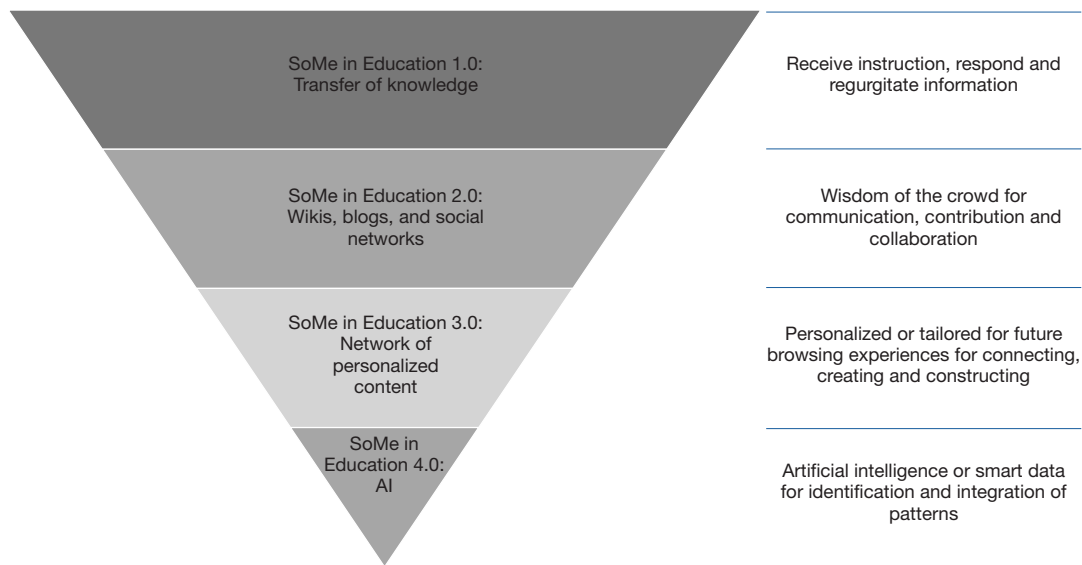 SoMe in Education 1.0:
Transfer of knowledge
Receive instruction, respond and
regurgitate information
SoMe in Education 2.0:
Wikis, blogs, and social
networks
Wisdom of the crowd for
communication, contribution and
collaboration
SoMe in Education 3.0:
Network of
personalized
content
Personalized or tailored for future
browsing experiences for connecting,
creating and constructing
SoMe in
Education 4.0:
AI
Artificial intelligence or smart data
for identification and integration of
patterns